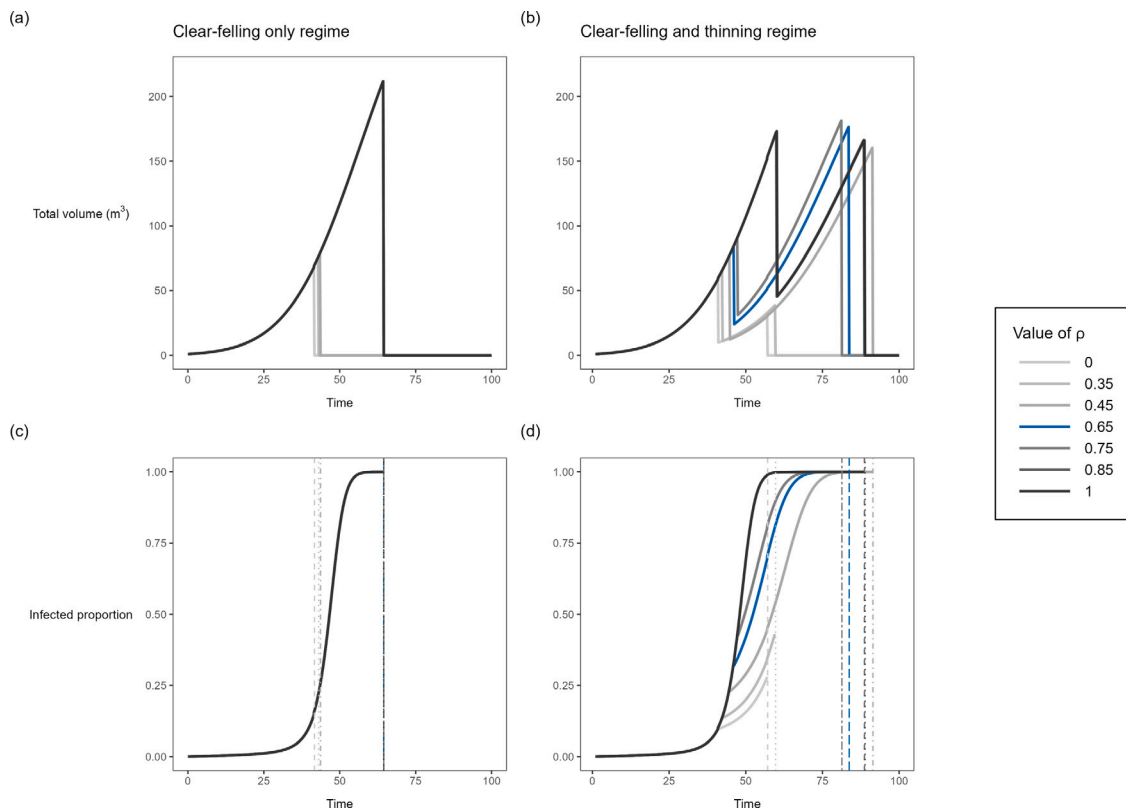 (a)
Clear-felling only regime
(b)
Clear-felling and thinning regime
200
150
100
50
0
Total volume (m³)
0 25 50 75 100
Time
200
150
100
50
0
0 25 50 75 100
Time
Value of ρ
0
0.35
0.45
0.65
0.75
0.85
1
(c)
(d)
1.00
0.75
0.50
0.25
0.00
Infected proportion
0 25 50 75 100
Time
1.00
0.75
0.50
0.25
0.00
0 25 50 75 100
Time